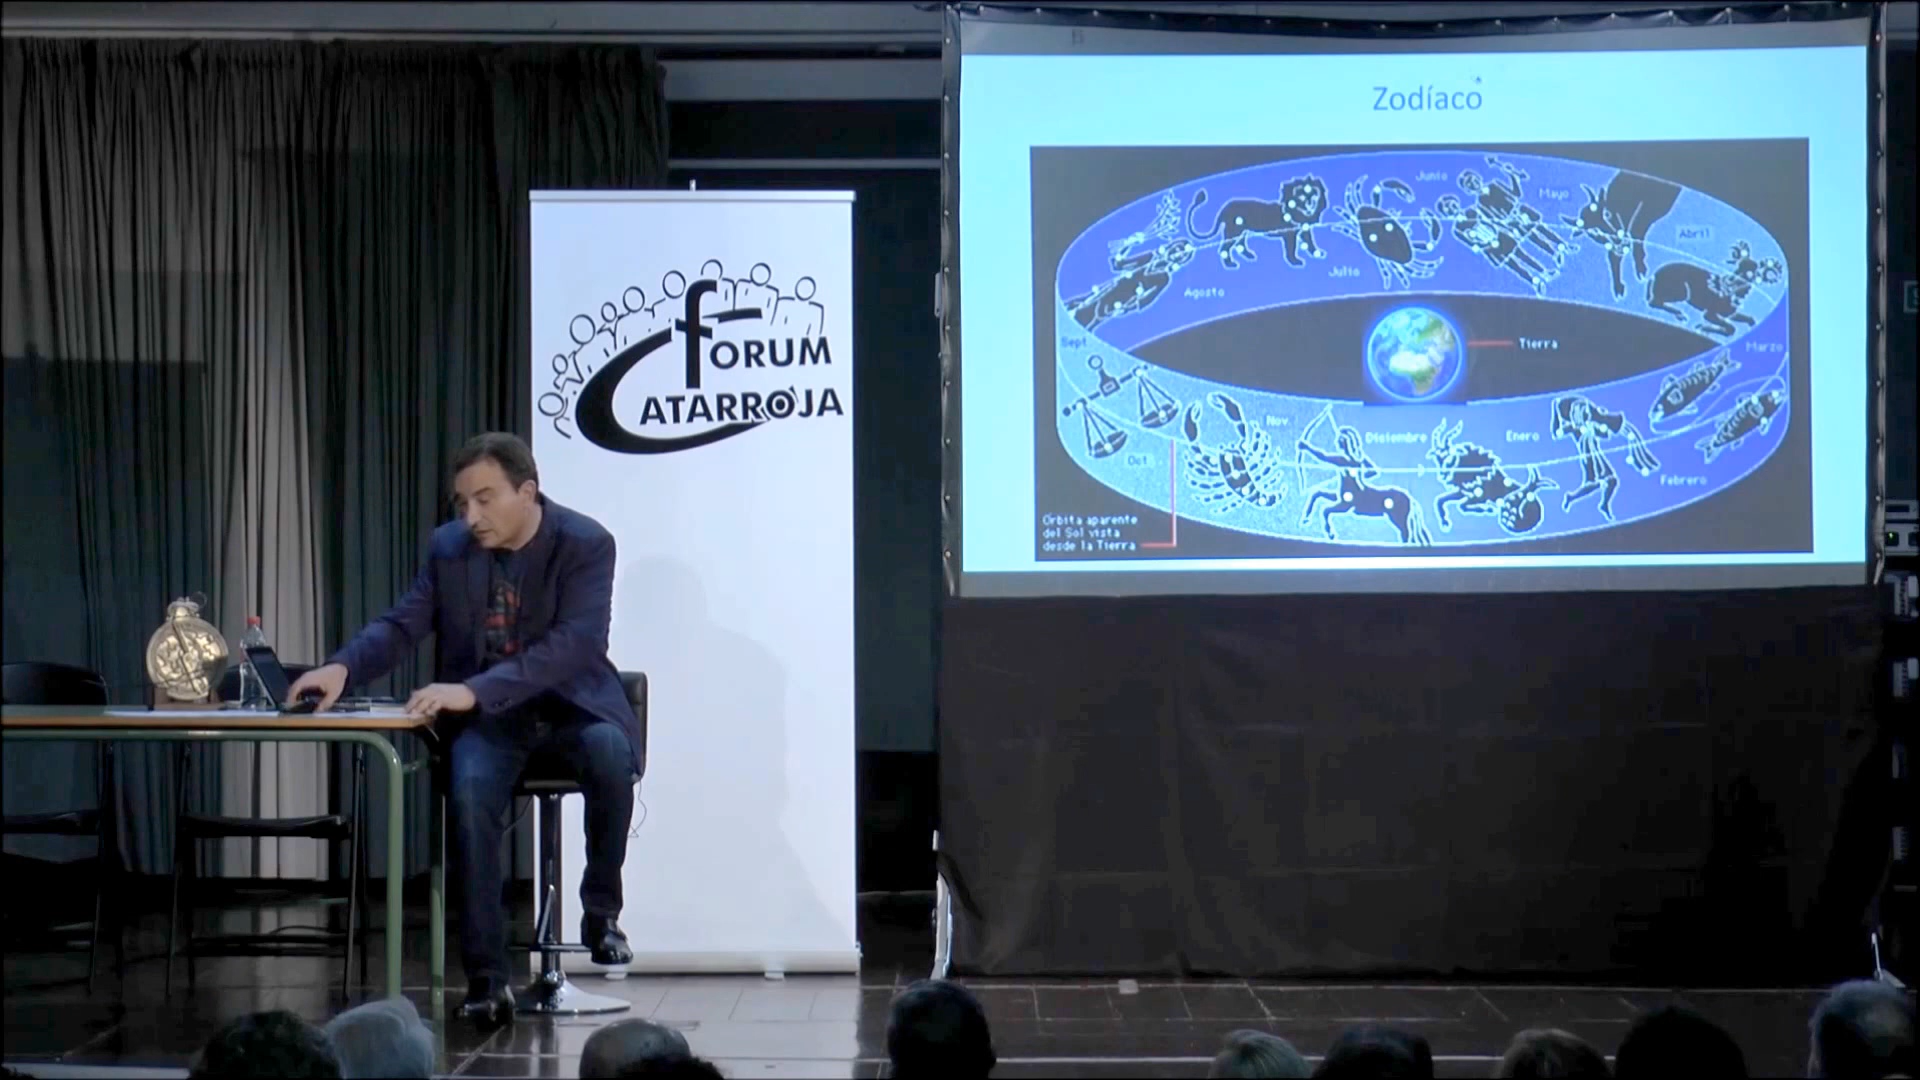 fORUM
CATARROJA
Zodíaco
Junio
Mayo
Abril
Julio
Agosto
Sept
Tierra
Marzo
Nov.
Diciembre
Enero
Oct
Febrero
Orbita aparente
del Sol vista
desde la Tierra